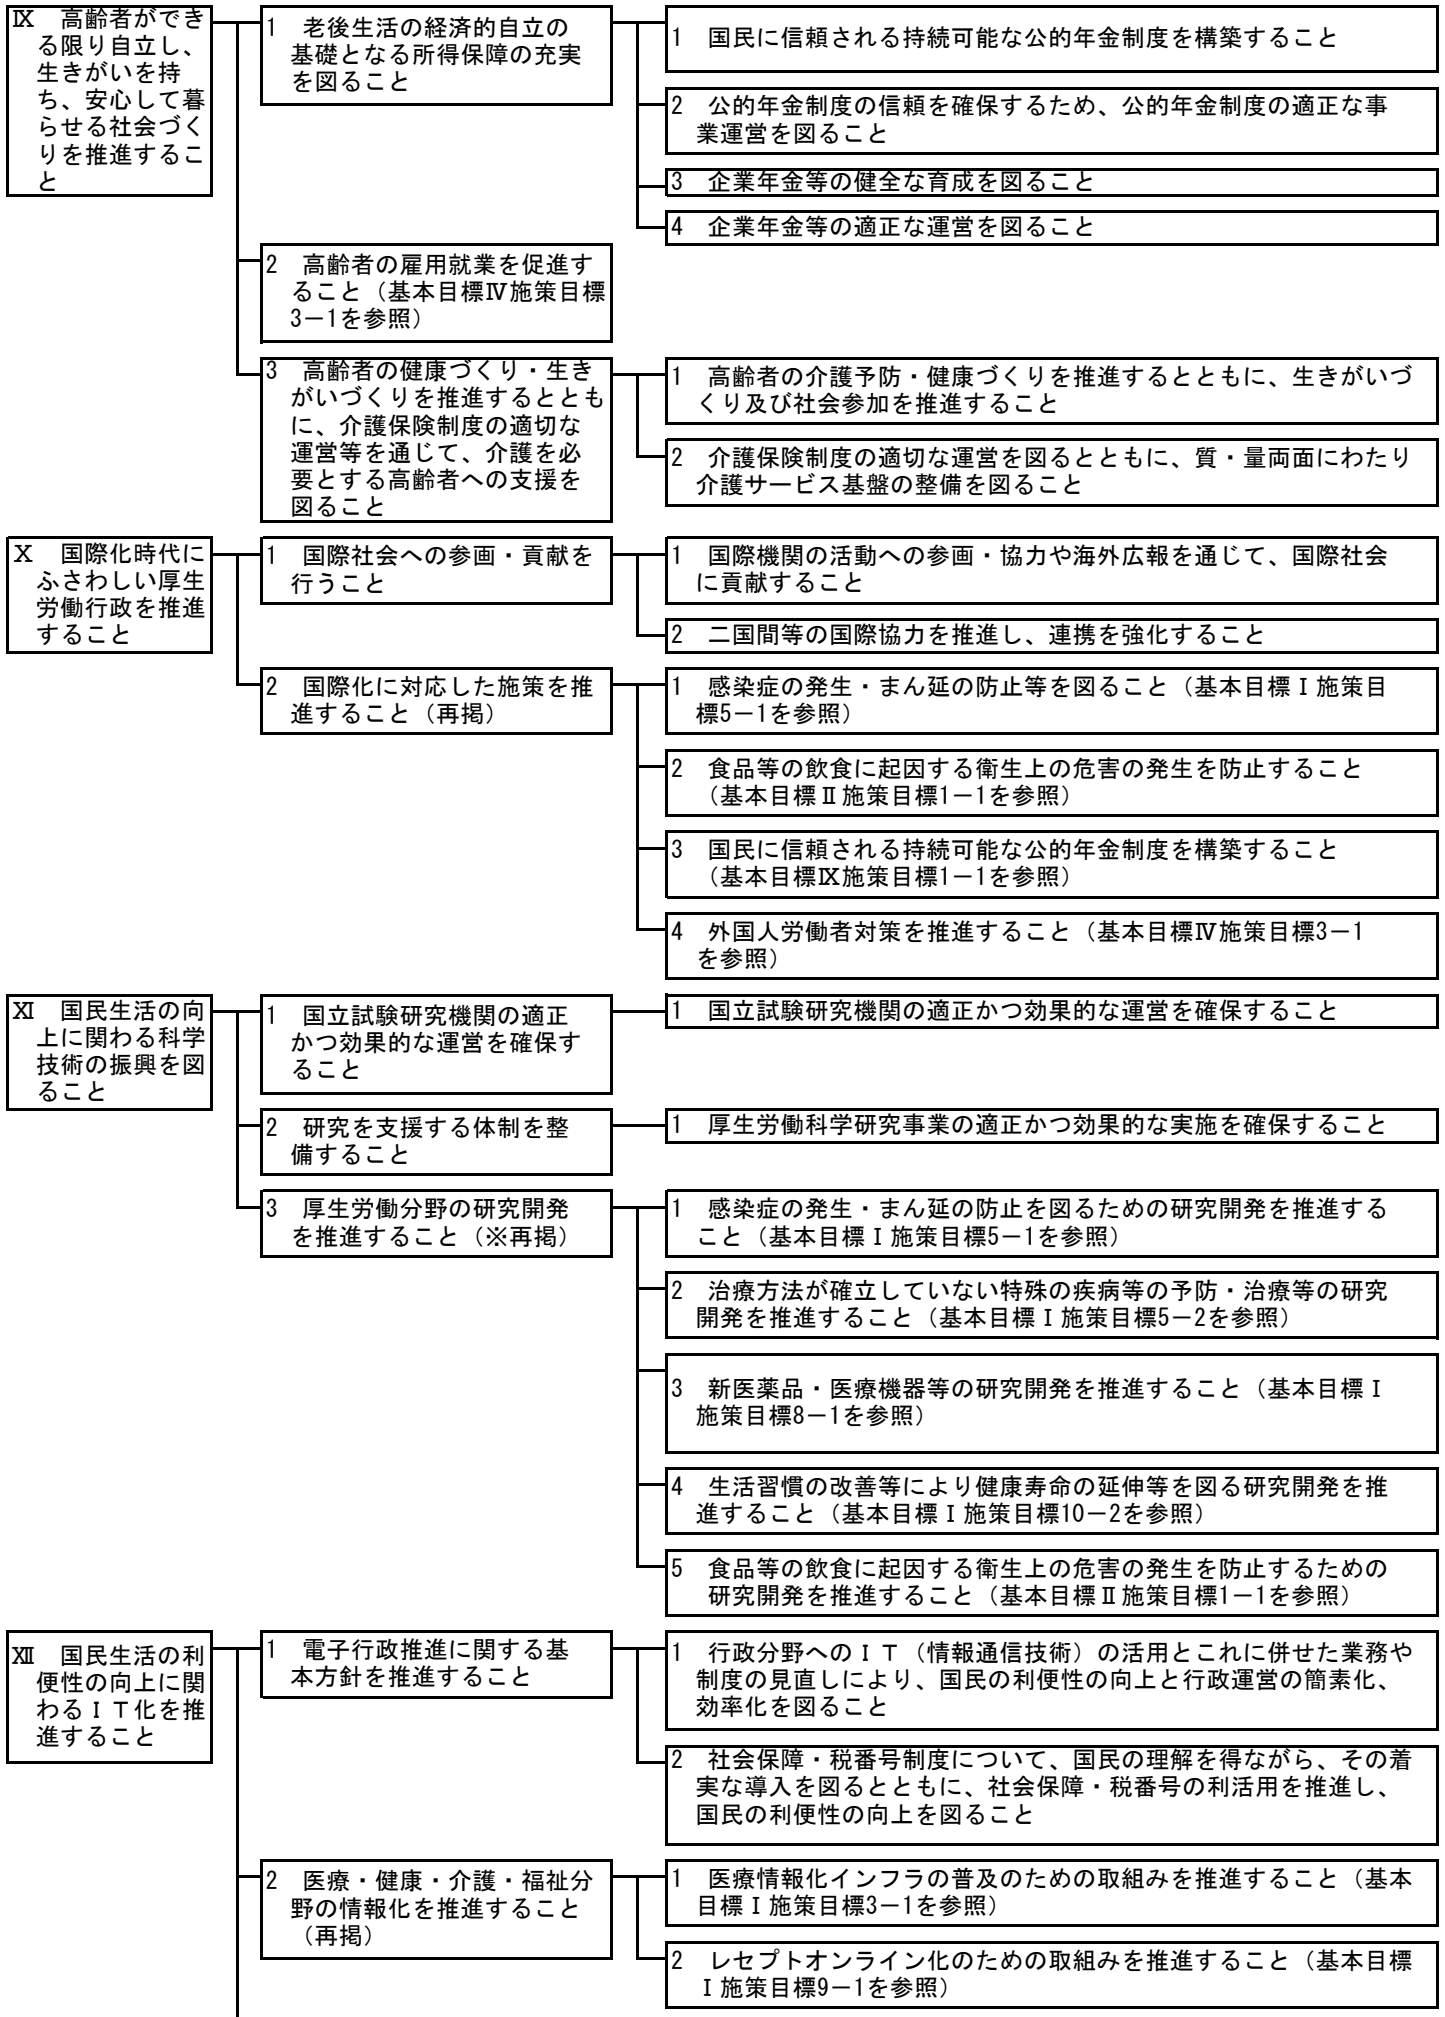 Ⅸ　高齢者ができ
る限り自立し、
生きがいを持
ち、安心して暮
らせる社会づく
りを推進するこ
と
1　老後生活の経済的自立の
基礎となる所得保障の充実
を図ること
1　国民に信頼される持続可能な公的年金制度を構築すること
2　公的年金制度の信頼を確保するため、公的年金制度の適正な事
業運営を図ること
3　企業年金等の健全な育成を図ること
4　企業年金等の適正な運営を図ること
2　高齢者の雇用就業を促進す
ること（基本目標Ⅳ施策目標
3－1を参照）
3　高齢者の健康づくり・生き
がいづくりを推進するととも
に、介護保険制度の適切な
運営等を通じて、介護を必
要とする高齢者への支援を
図ること
1　高齢者の介護予防・健康づくりを推進するとともに、生きがいづ
くり及び社会参加を推進すること
2　介護保険制度の適切な運営を図るとともに、質・量両面にわたり
介護サービス基盤の整備を図ること
Ⅹ　国際化時代に
ふさわしい厚生
労働行政を推進
すること
1　国際社会への参画・貢献を
行うこと
1　国際機関の活動への参画・協力や海外広報を通じて、国際社会
に貢献すること
2　二国間等の国際協力を推進し、連携を強化すること
2　国際化に対応した施策を推
進すること（再掲）
1　感染症の発生・まん延の防止等を図ること（基本目標Ⅰ施策目
標5－1を参照）
2　食品等の飲食に起因する衛生上の危害の発生を防止すること
（基本目標Ⅱ施策目標1－1を参照）
3　国民に信頼される持続可能な公的年金制度を構築すること
（基本目標Ⅸ施策目標1－1を参照）
4　外国人労働者対策を推進すること（基本目標Ⅳ施策目標3－1
を参照）
Ⅺ　国民生活の向
上に関わる科学
技術の振興を図
ること
1　国立試験研究機関の適正
かつ効果的な運営を確保す
ること
1　国立試験研究機関の適正かつ効果的な運営を確保すること
2　研究を支援する体制を整
備すること
1　厚生労働科学研究事業の適正かつ効果的な実施を確保すること
3　厚生労働分野の研究開発
を推進すること（※再掲）
1　感染症の発生・まん延の防止を図るための研究開発を推進する
こと（基本目標Ⅰ施策目標5－1を参照）
2　治療方法が確立していない特殊の疾病等の予防・治療等の研究
開発を推進すること（基本目標Ⅰ施策目標5－2を参照）
3　新医薬品・医療機器等の研究開発を推進すること（基本目標Ⅰ
施策目標8－1を参照）
4　生活習慣の改善等により健康寿命の延伸等を図る研究開発を推
進すること（基本目標Ⅰ施策目標10－2を参照）
5　食品等の飲食に起因する衛生上の危害の発生を防止するための
研究開発を推進すること（基本目標Ⅱ施策目標1－1を参照）
Ⅻ　国民生活の利
便性の向上に関
わるＩＴ化を推
進すること
1　電子行政推進に関する基
本方針を推進すること
1　行政分野へのＩＴ（情報通信技術）の活用とこれに併せた業務や
制度の見直しにより、国民の利便性の向上と行政運営の簡素化、
効率化を図ること
2　社会保障・税番号制度について、国民の理解を得ながら、その着
実な導入を図るとともに、社会保障・税番号の利活用を推進し、
国民の利便性の向上を図ること
2　医療・健康・介護・福祉分
野の情報化を推進すること
（再掲）
1　医療情報化インフラの普及のための取組みを推進すること（基本
目標Ⅰ施策目標3－1を参照）
2　レセプトオンライン化のための取組みを推進すること（基本目標
Ⅰ施策目標9－1を参照）